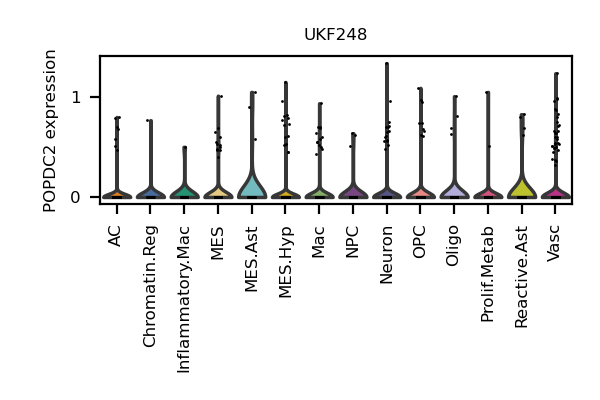 UKF248
POPDC2 expression
1
0
AC
Chromatin.Reg
Inflammatory.Mac
MES
MES.Ast
MES.Hyp
Mac
NPC
Neuron
OPC
Oligo
Prolif.Metab
Reactive.Ast
Vasc